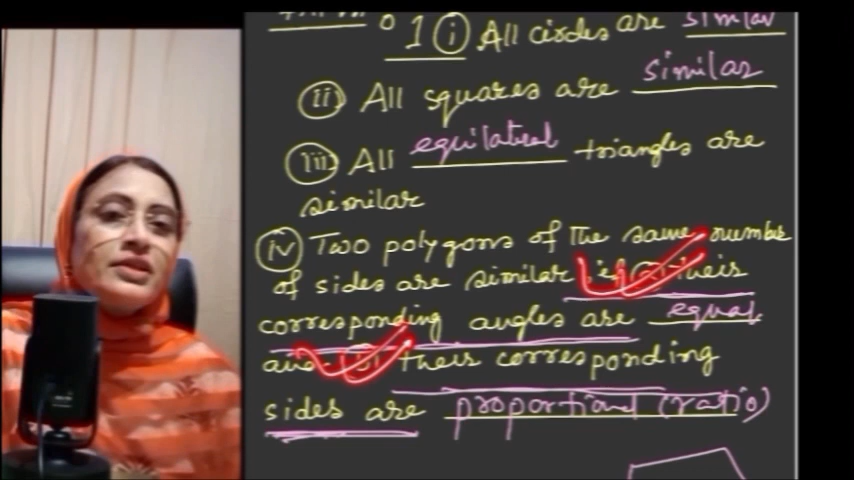 1 (i) All circles are similar
(ii) All squares are similar
(iii) All equilateral triangles are
similar
(iv) Two polygons of the same number
of sides are similar if their
corresponding angles are equal
and their corresponding
sides are proportional (ratio)